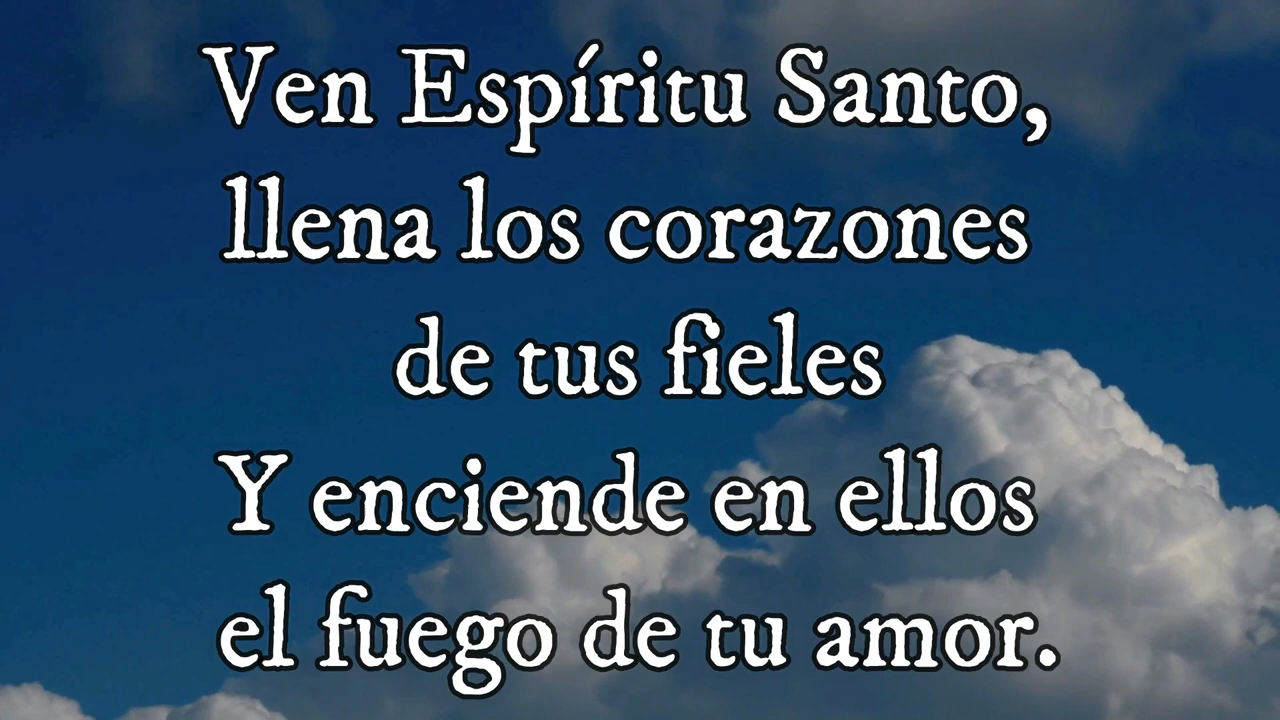 Ven Espíritu Santo,
llena los corazones
de tus fieles
Y enciende en ellos
el fuego de tu amor.